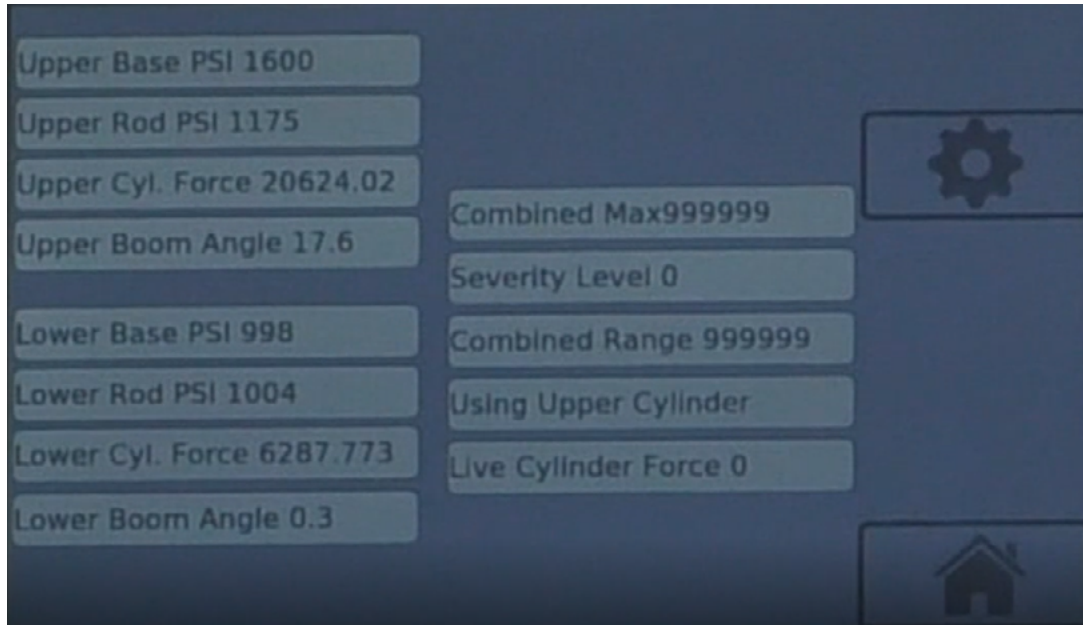 Upper Base PSI 1600
Upper Rod PSI 1175
Upper Cyl. Force 20624.02
Upper Boom Angle 17.6
Lower Base PSI 998
Lower Rod PSI 1004
Lower Cyl. Force 6287.773
Lower Boom Angle 0.3
Combined Max999999
Severity Level 0
Combined Range 999999
Using Upper Cylinder
Live Cylinder Force 0